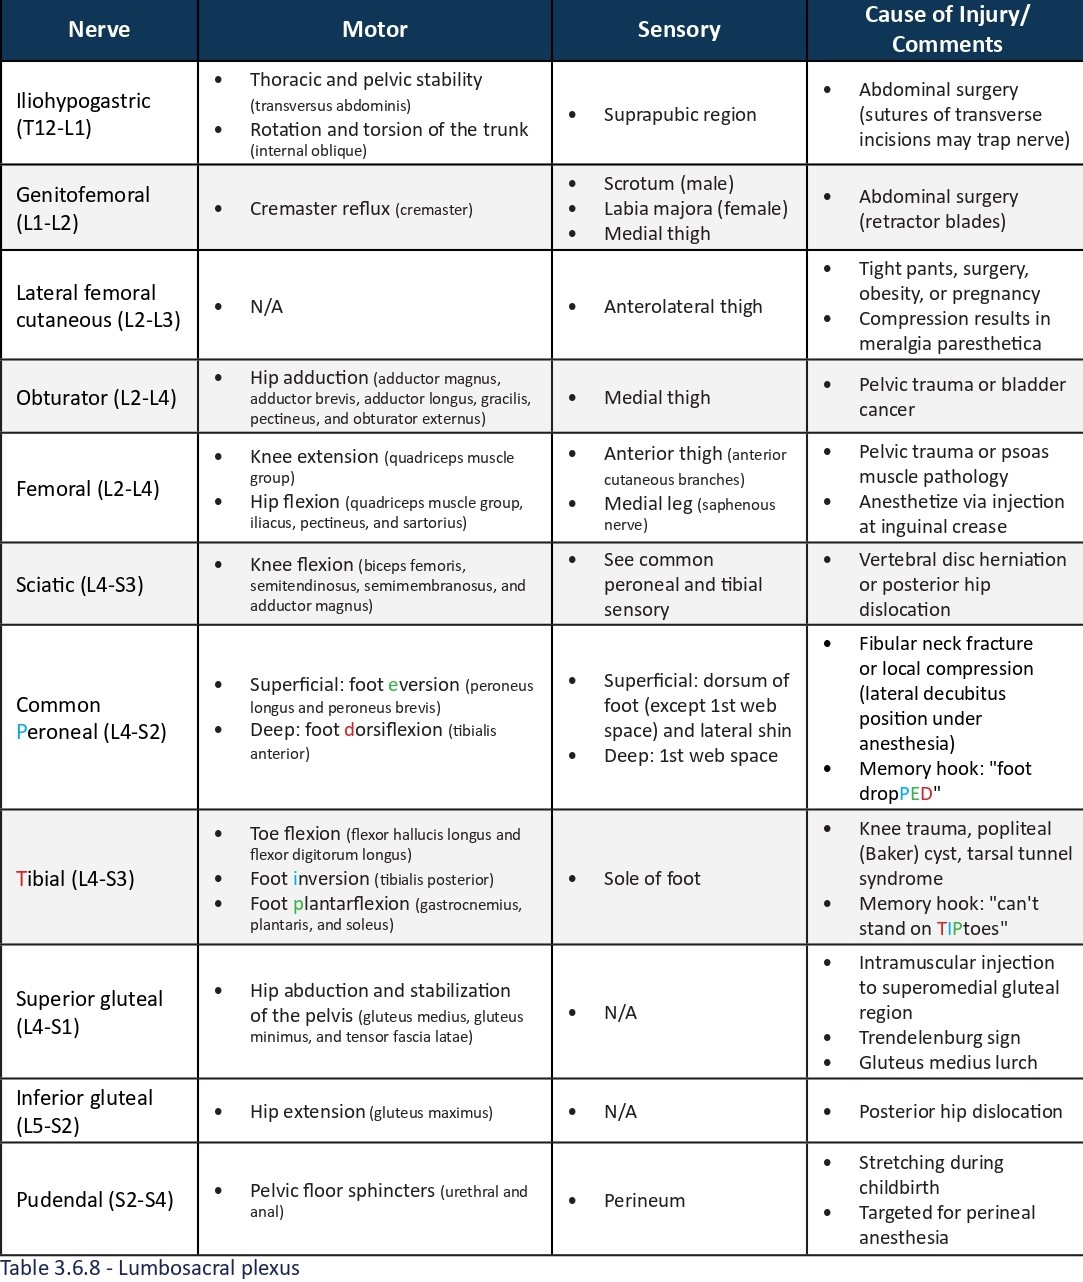 Nerve
Motor
Sensory
Cause of Injury/
Comments
Iliohypogastric
(T12-L1)
• Thoracic and pelvic stability
(transversus abdominis)
• Rotation and torsion of the trunk
(internal oblique)
• Suprapubic region
• Abdominal surgery
(sutures of transverse
incisions may trap nerve)
Genitofemoral
(L1-L2)
• Cremaster reflux (cremaster)
• Scrotum (male)
• Labia majora (female)
• Medial thigh
• Abdominal surgery
(retractor blades)
Lateral femoral
cutaneous (L2-L3)
• N/A
• Anterolateral thigh
• Tight pants, surgery,
obesity, or pregnancy
• Compression results in
meralgia paresthetica
Obturator (L2-L4)
• Hip adduction (adductor magnus,
adductor brevis, adductor longus, gracilis,
pectineus, and obturator externus)
• Medial thigh
• Pelvic trauma or bladder
cancer
Femoral (L2-L4)
• Knee extension (quadriceps muscle
group)
• Hip flexion (quadriceps muscle group,
iliacus, pectineus, and sartorius)
• Anterior thigh (anterior
cutaneous branches)
• Medial leg (saphenous
nerve)
• Pelvic trauma or psoas
muscle pathology
• Anesthetize via injection
at inguinal crease
Sciatic (L4-S3)
• Knee flexion (biceps femoris,
semitendinosus, semimembranosus, and
adductor magnus)
• See common
peroneal and tibial
sensory
• Vertebral disc herniation
or posterior hip
dislocation
Common
Peroneal (L4-S2)
• Superficial: foot eversion (peroneus
longus and peroneus brevis)
• Deep: foot dorsiflexion (tibialis
anterior)
• Superficial: dorsum of
foot (except 1st web
space) and lateral shin
• Deep: 1st web space
• Fibular neck fracture
or local compression
(lateral decubitus
position under
anesthesia)
• Memory hook: "foot
dropPED"
Tibial (L4-S3)
• Toe flexion (flexor hallucis longus and
flexor digitorum longus)
• Foot inversion (tibialis posterior)
• Foot plantarflexion (gastrocnemius,
plantaris, and soleus)
• Sole of foot
• Knee trauma, popliteal
(Baker) cyst, tarsal tunnel
syndrome
• Memory hook: "can't
stand on TIPtoes"
Superior gluteal
(L4-S1)
• Hip abduction and stabilization
of the pelvis (gluteus medius, gluteus
minimus, and tensor fascia latae)
• N/A
• Intramuscular injection
to superomedial gluteal
region
• Trendelenburg sign
• Gluteus medius lurch
Inferior gluteal
(L5-S2)
• Hip extension (gluteus maximus)
• N/A
• Posterior hip dislocation
Pudendal (S2-S4)
• Pelvic floor sphincters (urethral and
anal)
• Perineum
• Stretching during
childbirth
• Targeted for perineal
anesthesia
Table 3.6.8 - Lumbosacral plexus